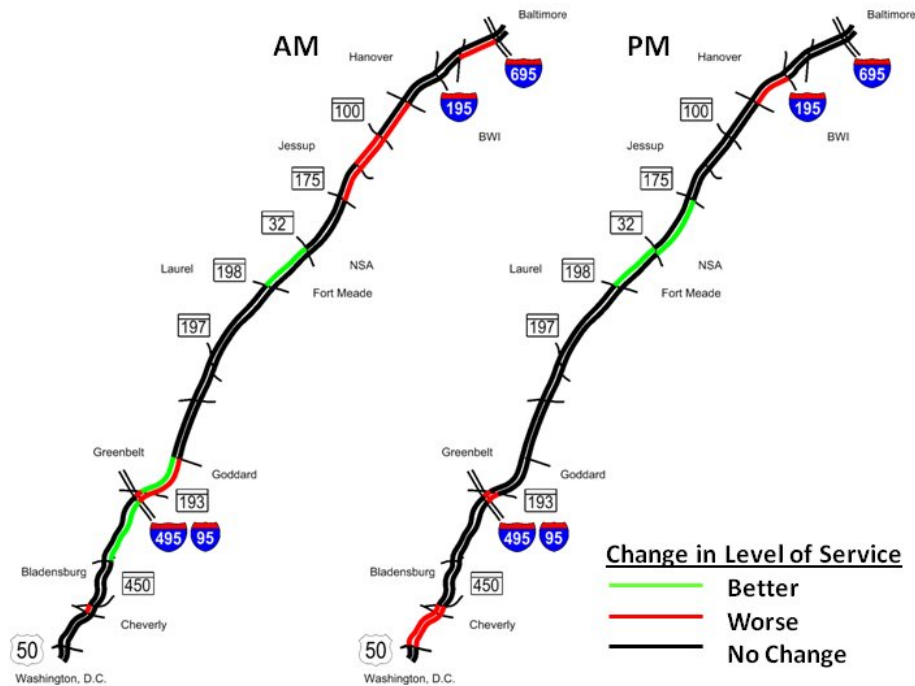 AM
Baltimore
Hanover
695
195
100
BWI
Jessup
175
32
NSA
Laurel
198
Fort Meade
197
Greenbelt
Goddard
193
495
95
Bladensburg
450
Cheverly
50
Washington, D.C.
PM
Baltimore
Hanover
695
195
100
BWI
Jessup
175
32
NSA
Laurel
198
Fort Meade
197
Greenbelt
Goddard
193
495
95
Bladensburg
450
Cheverly
50
Washington, D.C.
Change in Level of Service
Better
Worse
No Change